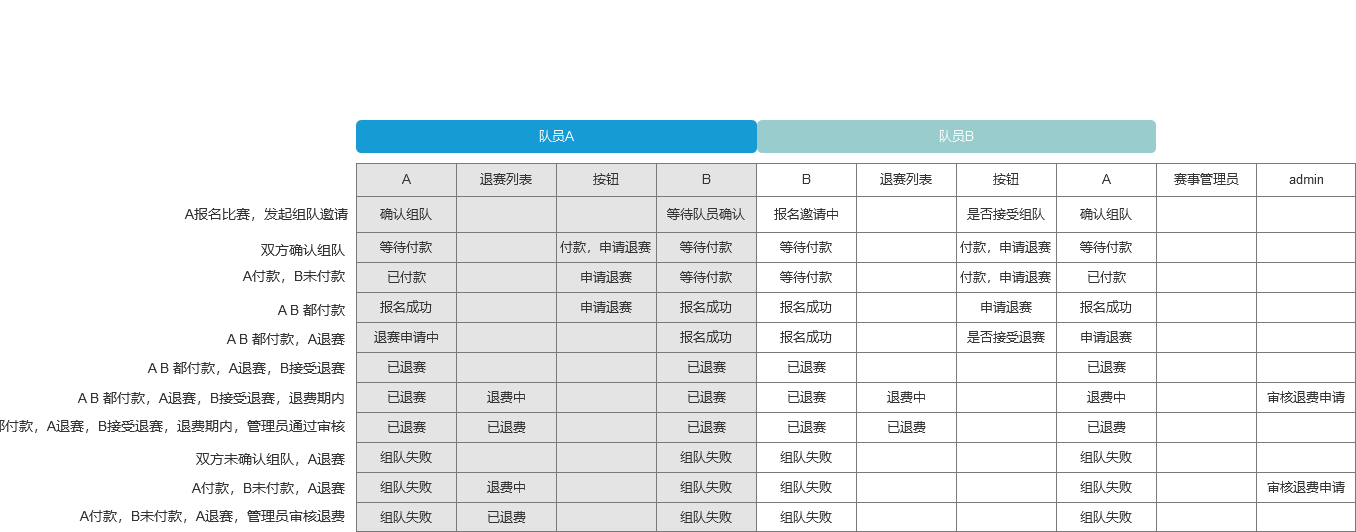 队员A 队员B
A 退赛列表 按钮 B B 退赛列表 按钮 A 赛事管理员 admin
A报名比赛，发起组队邀请 确认组队 等待队员确认 报名邀请中 是否接受组队 确认组队
双方确认组队 等待付款 付款，申请退赛 等待付款 等待付款 付款，申请退赛 等待付款
A付款，B未付款 已付款 申请退赛 等待付款 等待付款 付款，申请退赛 已付款
A B 都付款 报名成功 申请退赛 报名成功 报名成功 申请退赛 报名成功
A B 都付款，A退赛 退赛申请中 报名成功 报名成功 是否接受退赛 申请退赛
A B 都付款，A退赛，B接受退赛 已退赛 已退赛 已退赛 已退赛
A B 都付款，A退赛，B接受退赛，退费期内 已退赛 退费中 已退赛 已退赛 退费中 退费中 审核退费申请
付款，A退赛，B接受退赛，退费期内，管理员通过审核 已退赛 已退费 已退赛 已退赛 已退费 已退费
双方未确认组队，A退赛 组队失败 组队失败 组队失败 组队失败
A付款，B未付款，A退赛 组队失败 退费中 组队失败 组队失败 组队失败 审核退费申请
A付款，B未付款，A退赛，管理员审核退费 组队失败 已退费 组队失败 组队失败 组队失败